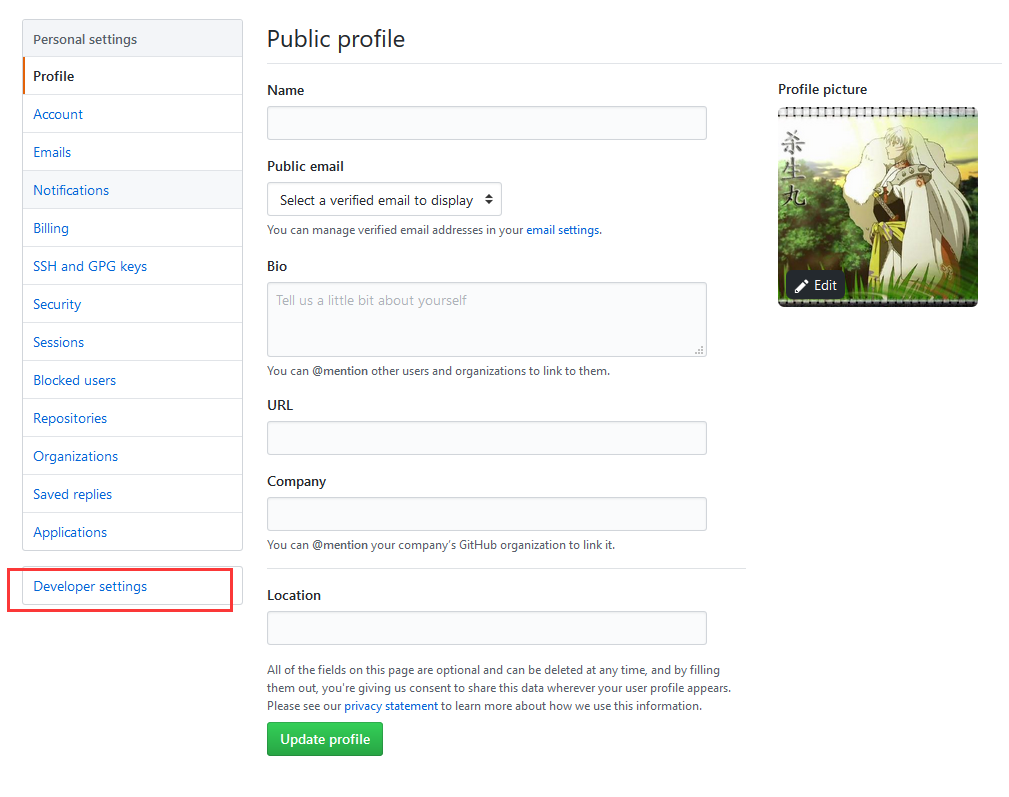 Personal settings
Profile
Account
Emails
Notifications
Billing
SSH and GPG keys
Security
Sessions
Blocked users
Repositories
Organizations
Saved replies
Applications
Developer settings
Public profile
Name
Public email
Select a verified email to display
You can manage verified email addresses in your email settings.
Bio
Tell us a little bit about yourself
You can @mention other users and organizations to link to them.
URL
Company
You can @mention your company's GitHub organization to link it.
Location
All of the fields on this page are optional and can be deleted at any time, and by filling
them out, you're giving us consent to share this data wherever your user profile appears.
Please see our privacy statement to learn more about how we use this information.
Update profile
Profile picture
杀生丸
Edit